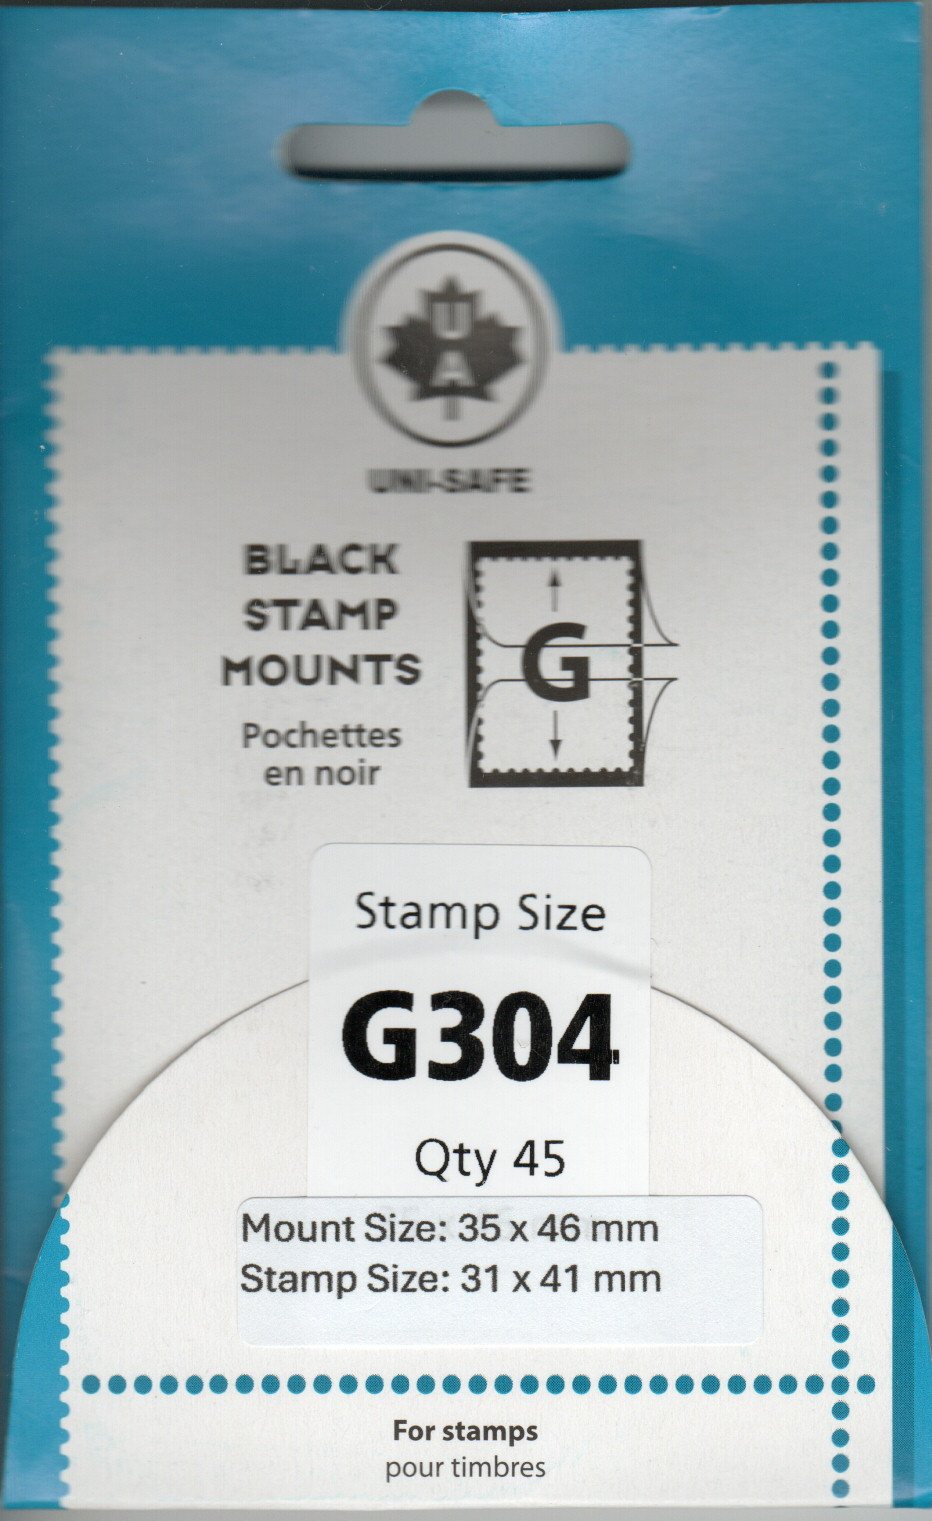 U
A
UNI-SAFE
BLACK
STAMP
MOUNTS
Pochettes
en noir
G
Stamp Size
G304
Qty 45
Mount Size: 35 x 46 mm
Stamp Size: 31 x 41 mm
For stamps
pour timbres